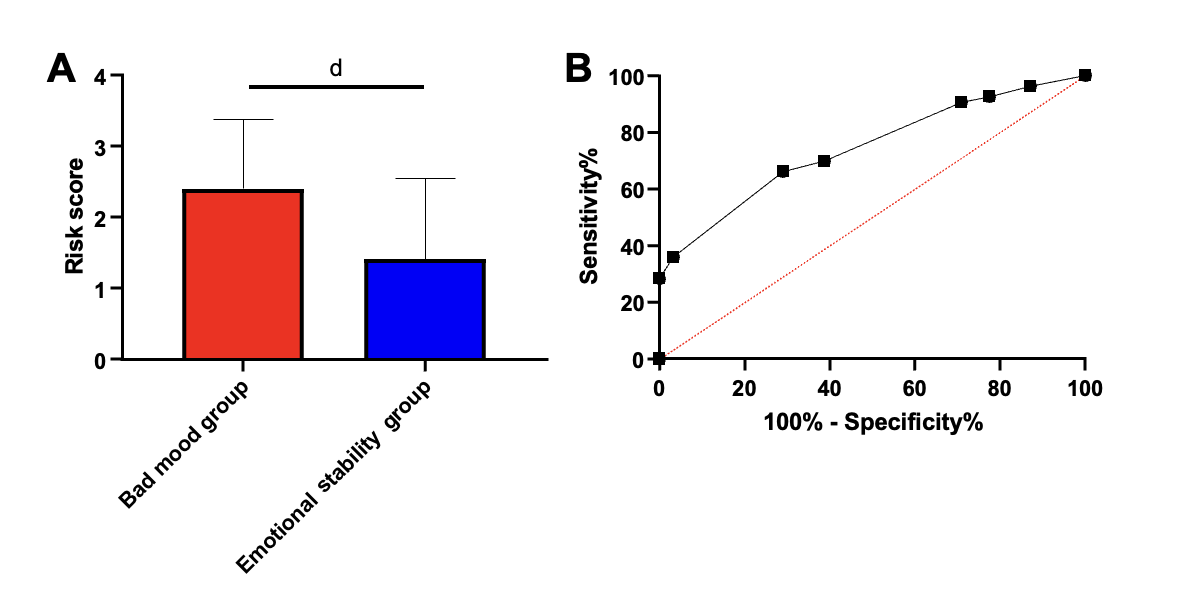 A
d
4
3
2
1
0
Risk score
Bad mood group
Emotional stability group
B
100
80
60
40
20
0
Sensitivity%
0 20 40 60 80 100
100% - Specificity%